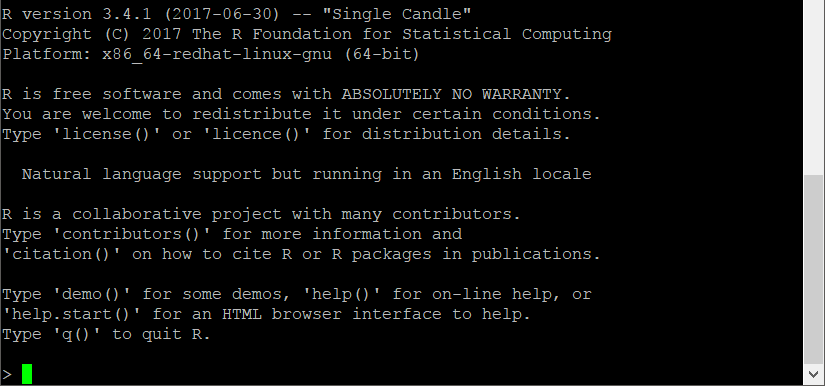 R version 3.4.1 (2017-06-30) -- "Single Candle"
Copyright (C) 2017 The R Foundation for Statistical Computing
Platform: x86_64-redhat-linux-gnu (64-bit)
R is free software and comes with ABSOLUTELY NO WARRANTY.
You are welcome to redistribute it under certain conditions.
Type 'license()' or 'licence()' for distribution details.
Natural language support but running in an English locale
R is a collaborative project with many contributors.
Type 'contributors()' for more information and
'citation()' on how to cite R or R packages in publications.
Type 'demo()' for some demos, 'help()' for on-line help, or
'help.start()' for an HTML browser interface to help.
Type 'q()' to quit R.
>